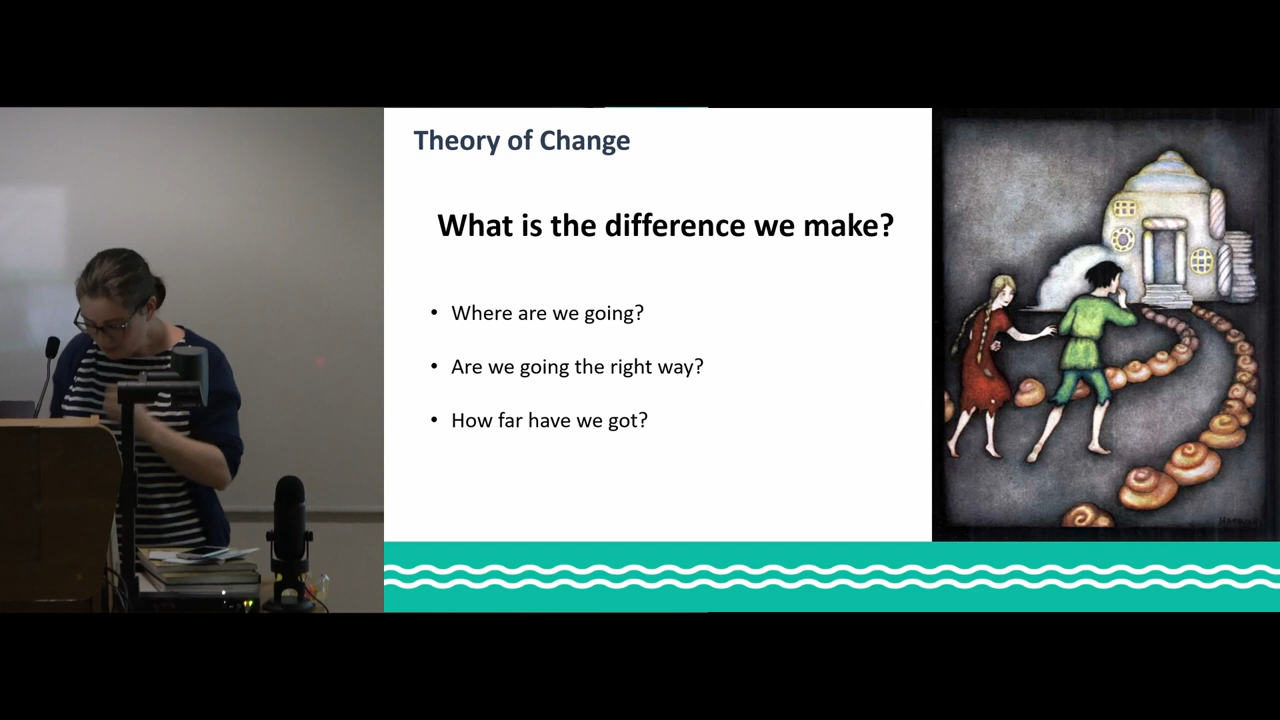 Theory of Change
What is the difference we make?
• Where are we going?
• Are we going the right way?
• How far have we got?